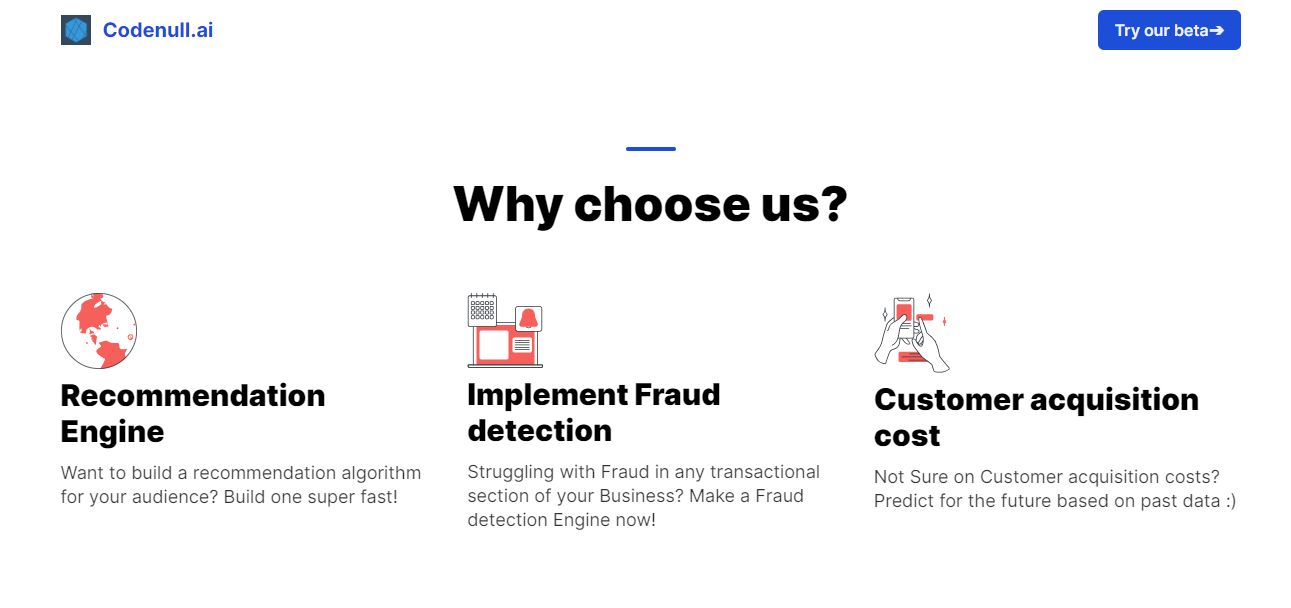 Codenull.ai
Try our beta➔
Why choose us?
Recommendation
Engine
Want to build a recommendation algorithm
for your audience? Build one super fast!
Implement Fraud
detection
Struggling with Fraud in any transactional
section of your Business? Make a Fraud
detection Engine now!
Customer acquisition
cost
Not Sure on Customer acquisition costs?
Predict for the future based on past data :)